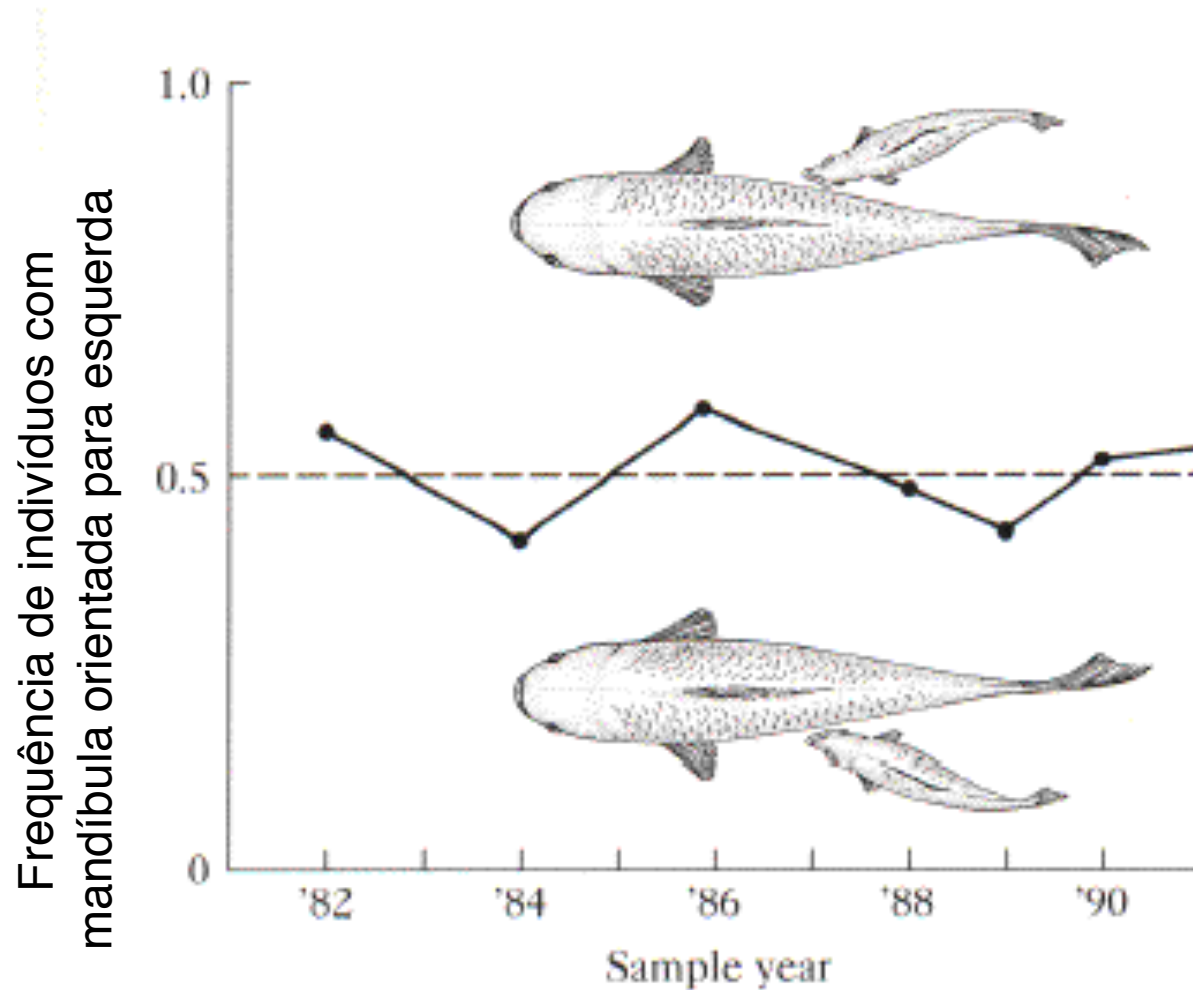 Frequência de indivíduos com
mandíbula orientada para esquerda
1.0
0.5
0
'82 '84 '86 '88 '90
Sample year